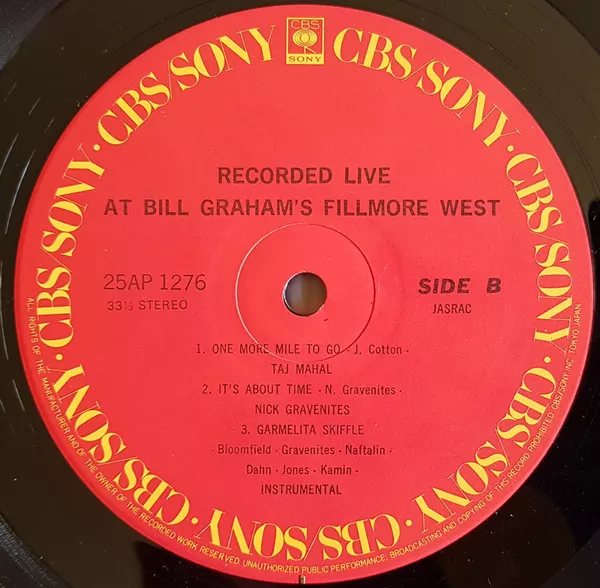 CBS
SONY
CBS/SONY · CBS/SONY · CBS/SONY · CBS/SONY · CBS/SONY · CBS/SONY · CBS/SONY · CBS/SONY
RECORDED LIVE
AT BILL GRAHAM'S FILLMORE WEST
25AP 1276
33⅓ STEREO
SIDE B
JASRAC
1. ONE MORE MILE TO GO - J. Cotton -
TAJ MAHAL
2. IT'S ABOUT TIME - N. Gravenites -
NICK GRAVENITES
3. GARMELITA SKIFFLE
- Bloomfield - Gravenites - Naftalin -
Dahn - Jones - Kamin -
INSTRUMENTAL
ALL RIGHTS OF THE MANUFACTURER AND OF THE OWNER OF THE RECORDED WORK RESERVED. UNAUTHORIZED PUBLIC PERFORMANCE, BROADCASTING AND COPYING OF THIS RECORD PROHIBITED CBS/SONY INC. TOKYO JAPAN